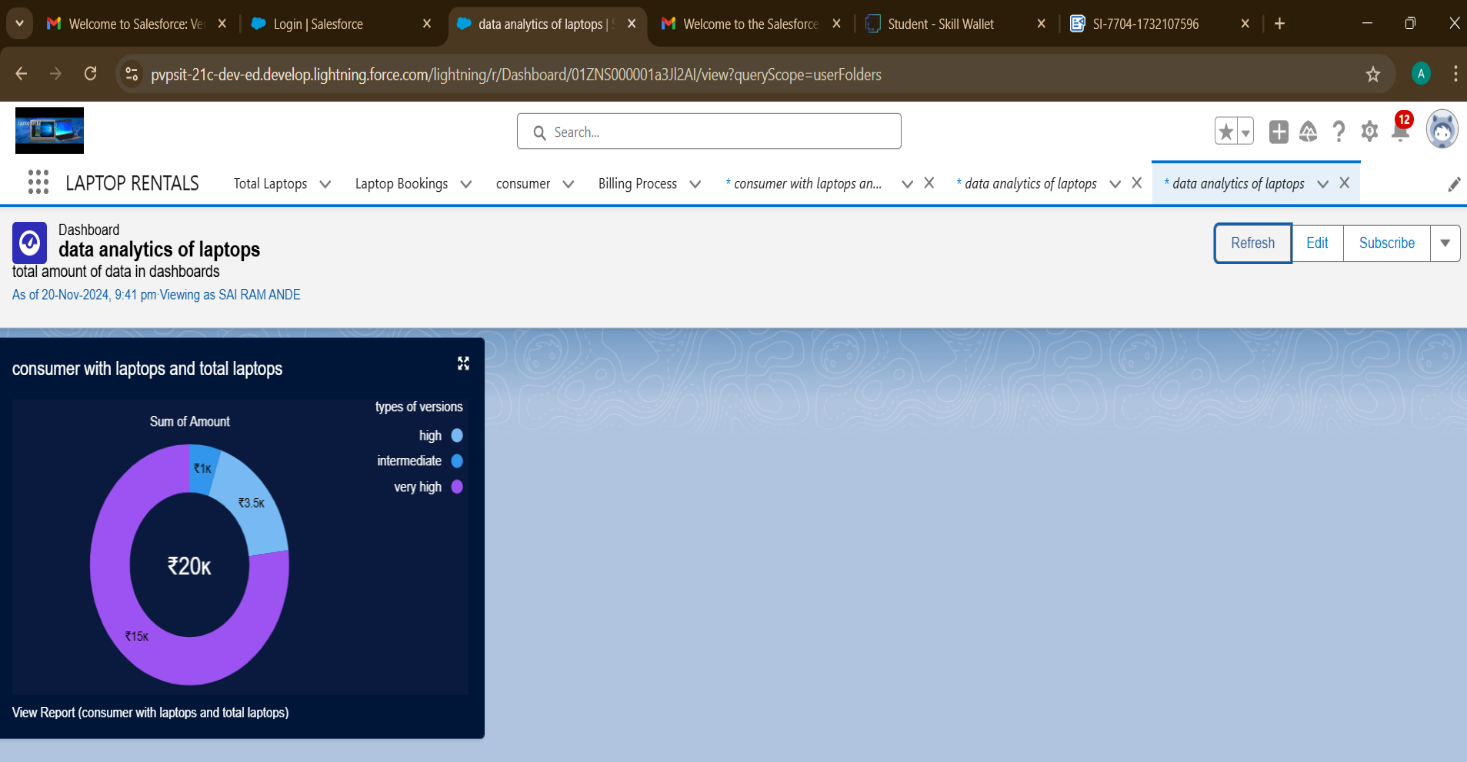 Welcome to Salesforce: Ve
Login | Salesforce
data analytics of laptops | S
Welcome to the Salesforce
Student - Skill Wallet
SI-7704-1732107596
pvpsit-21c-dev-ed.develop.lightning.force.com/lightning/r/Dashboard/01ZNS000001a3Jl2AI/view?queryScope=userFolders
A
Search...
12
LAPTOP RENTALS
Total Laptops
Laptop Bookings
consumer
Billing Process
* consumer with laptops an...
* data analytics of laptops
* data analytics of laptops
Dashboard
data analytics of laptops
total amount of data in dashboards
As of 20-Nov-2024, 9:41 pm·Viewing as SAI RAM ANDE
Refresh
Edit
Subscribe
consumer with laptops and total laptops
Sum of Amount
types of versions
high
intermediate
very high
₹1K
₹3.5K
₹20K
₹15K
View Report (consumer with laptops and total laptops)